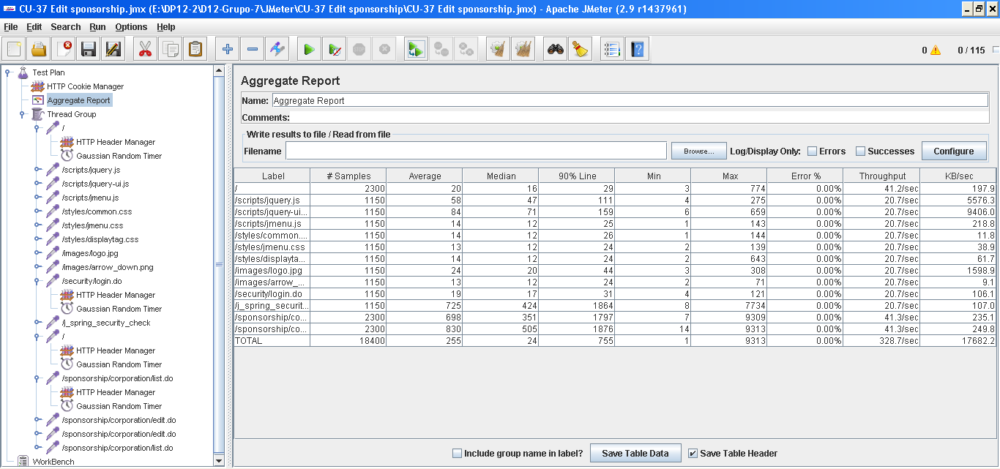 CU-37 Edit sponsorship.jmx (E:\DP12-2\D12-Grupo-7\JMeter\CU-37 Edit sponsorship\CU-37 Edit sponsorship.jmx) - Apache JMeter (2.9 r1437961)
File Edit Search Run Options Help
0 0 / 115
Test Plan
HTTP Cookie Manager
Aggregate Report
Thread Group
/
HTTP Header Manager
Gaussian Random Timer
/scripts/jquery.js
/scripts/jquery-ui.js
/scripts/jmenu.js
/styles/common.css
/styles/jmenu.css
/styles/displaytag.css
/images/logo.jpg
/images/arrow_down.png
/security/login.do
HTTP Header Manager
Gaussian Random Timer
/j_spring_security_check
/
HTTP Header Manager
Gaussian Random Timer
/sponsorship/corporation/list.do
HTTP Header Manager
Gaussian Random Timer
/sponsorship/corporation/edit.do
/sponsorship/corporation/edit.do
/sponsorship/corporation/list.do
WorkBench
Aggregate Report
Name: Aggregate Report
Comments:
Write results to file / Read from file
Filename Browse... Log/Display Only: Errors Successes Configure
Label # Samples Average Median 90% Line Min Max Error % Throughput KB/sec
/ 2300 20 16 29 3 774 0.00% 41.2/sec 197.9
/scripts/jquery.js 1150 58 47 111 4 275 0.00% 20.7/sec 5576.3
/scripts/jquery-ui... 1150 84 71 159 6 659 0.00% 20.7/sec 9406.0
/scripts/jmenu.js 1150 14 12 25 1 143 0.00% 20.7/sec 218.8
/styles/common.... 1150 14 12 26 1 144 0.00% 20.7/sec 11.8
/styles/jmenu.css 1150 13 12 24 2 139 0.00% 20.7/sec 38.9
/styles/displayta... 1150 14 12 24 2 643 0.00% 20.7/sec 61.7
/images/logo.jpg 1150 24 20 44 3 308 0.00% 20.7/sec 1598.9
/images/arrow_... 1150 13 12 24 2 71 0.00% 20.7/sec 9.1
/security/login.do 1150 19 17 31 4 121 0.00% 20.7/sec 106.1
/j_spring_securit... 1150 725 424 1864 8 7734 0.00% 20.7/sec 107.0
/sponsorship/co... 2300 698 351 1797 7 9309 0.00% 41.3/sec 235.1
/sponsorship/co... 2300 830 505 1876 14 9313 0.00% 41.3/sec 249.8
TOTAL 18400 255 24 755 1 9313 0.00% 328.7/sec 17682.2
Include group name in label? Save Table Data Save Table Header